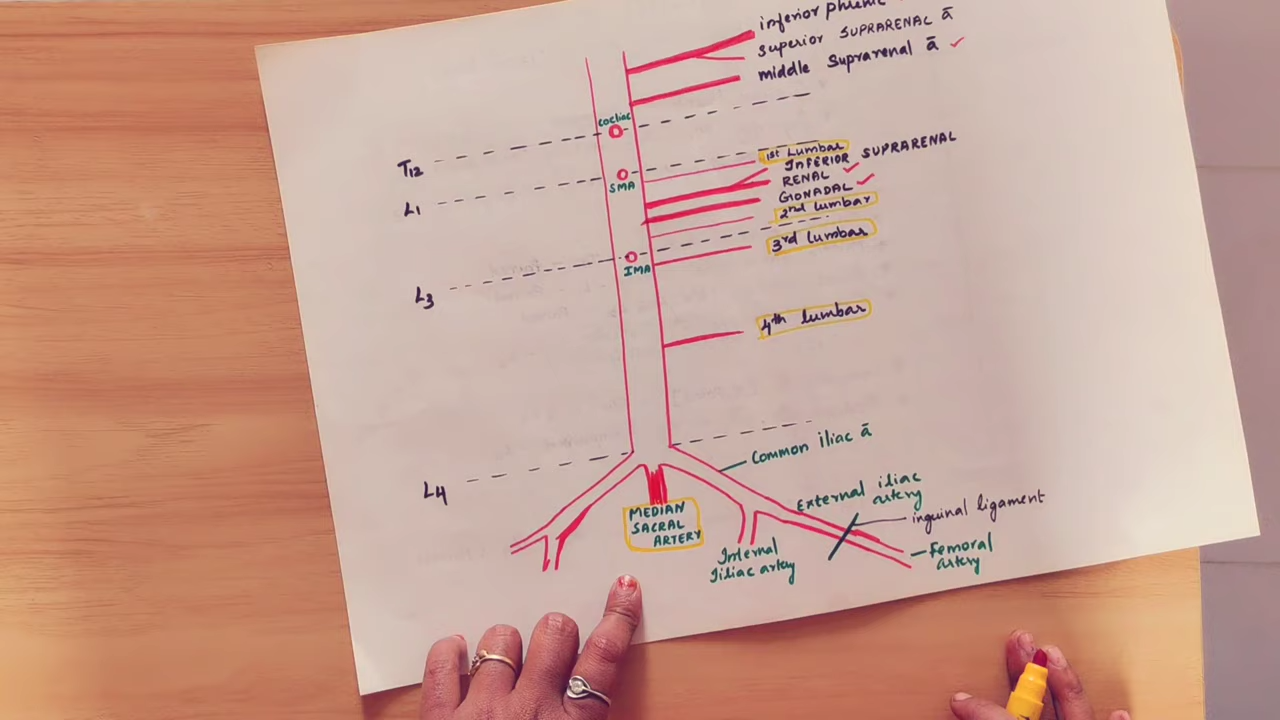 inferior phrenic
superior SUPRARENAL ā
middle Suprarenal ā
coeliac
T12
1st Lumbar
INFERIOR SUPRARENAL
RENAL
GIONADAL
SMA
L1
2nd lumbar
3rd lumbar
IMA
L3
4th lumbar
Common iliac ā
L4
External iliac
artery
inguinal ligament
MEDIAN
SACRAL
ARTERY
Internal
Iliac artery
Femoral
artery